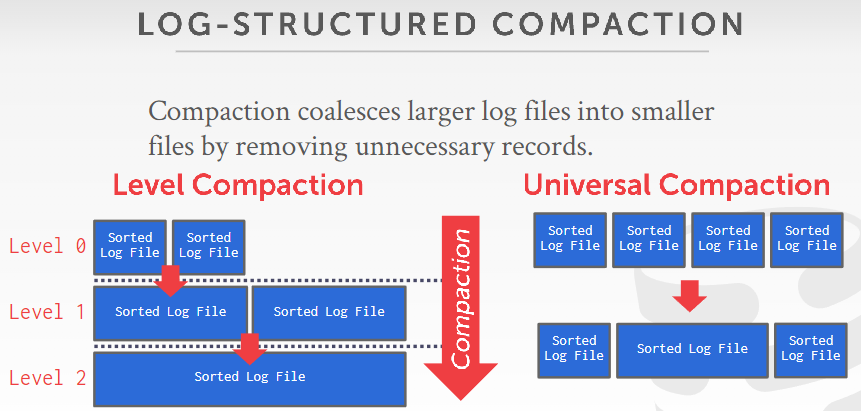 LOG-STRUCTURED COMPACTION
Compaction coalesces larger log files into smaller
files by removing unnecessary records.
Level Compaction
Level 0
Sorted
Log File
Sorted
Log File
Level 1
Sorted Log File
Sorted Log File
Level 2
Sorted Log File
Compaction
Universal Compaction
Sorted
Log File
Sorted
Log File
Sorted
Log File
Sorted
Log File
Sorted
Log File
Sorted Log File
Sorted
Log File